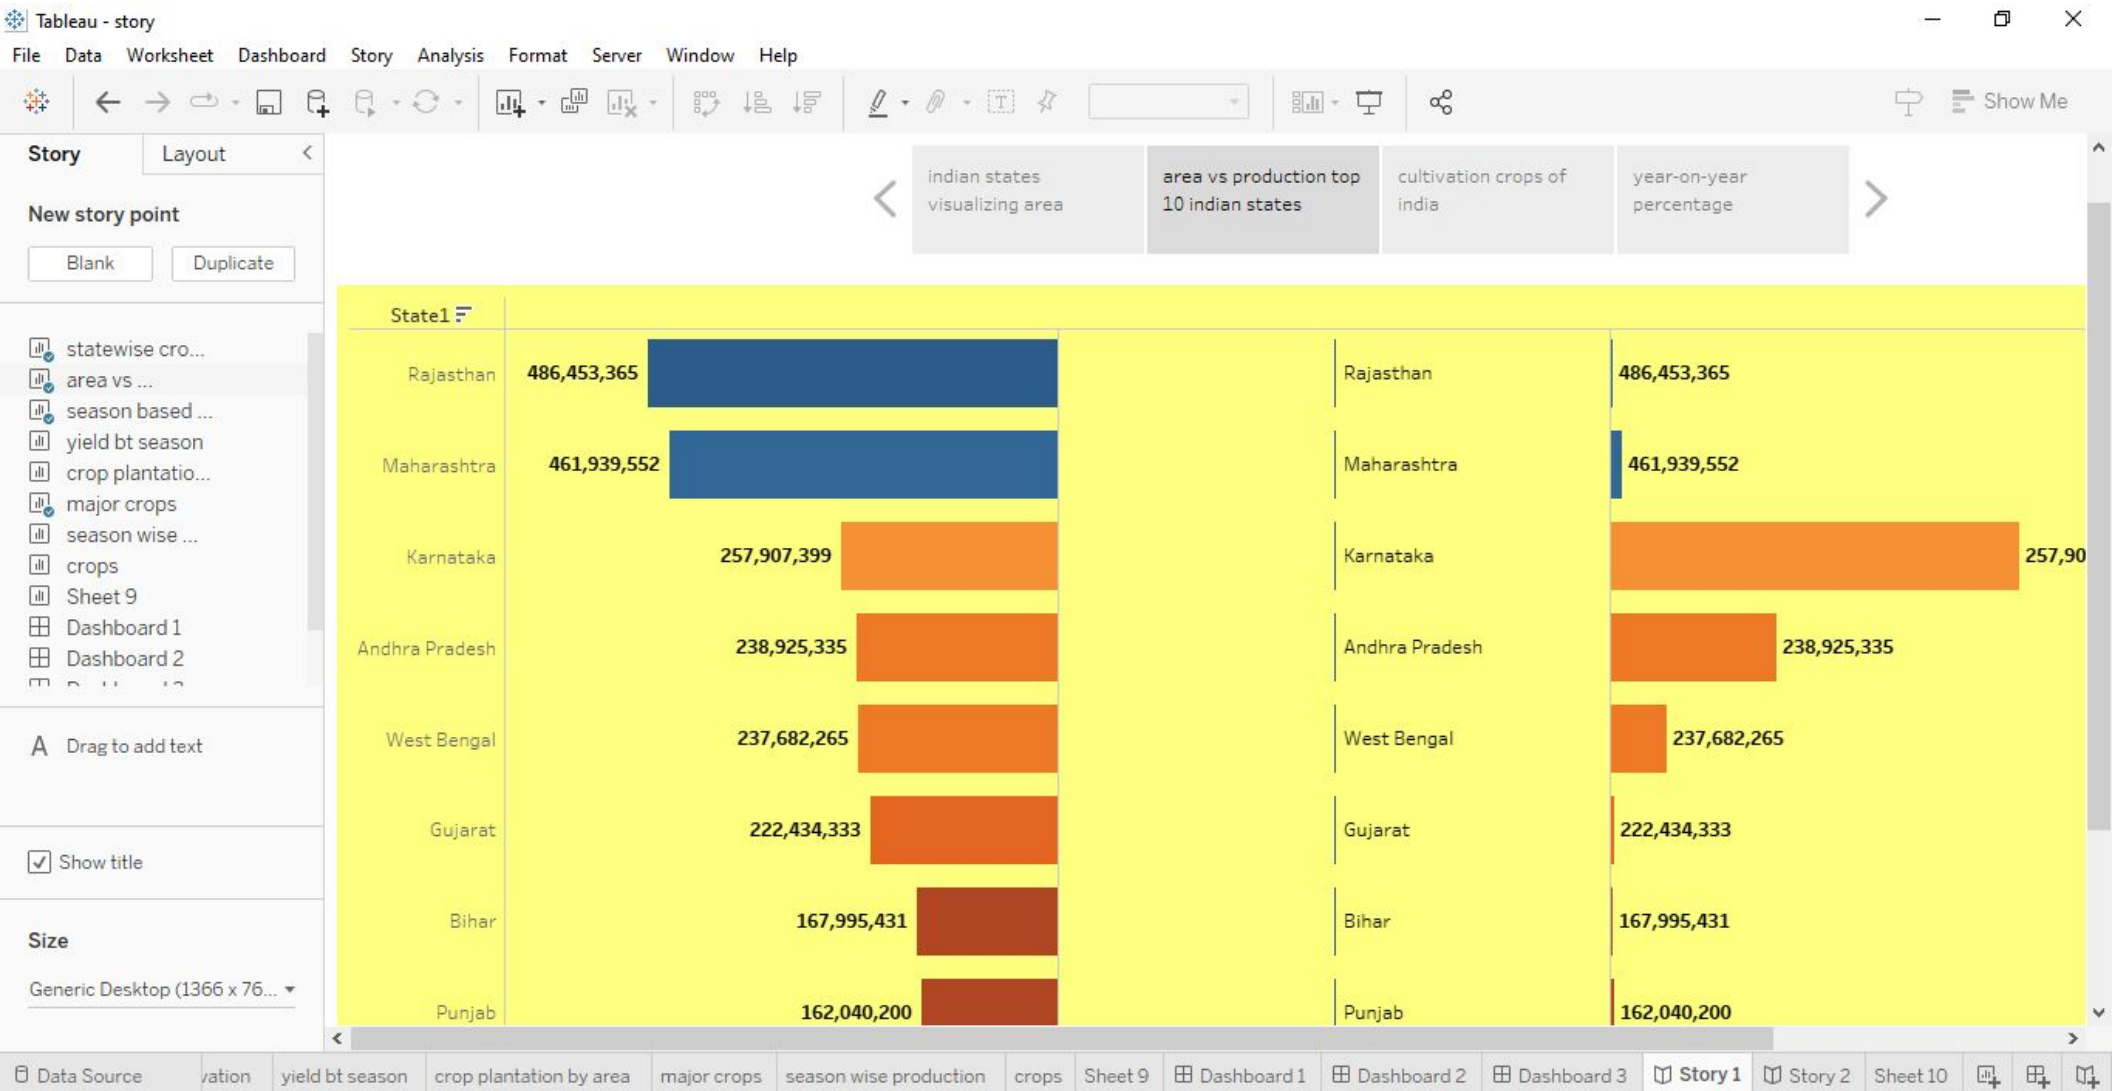 Tableau - story
File Data Worksheet Dashboard Story Analysis Format Server Window Help
Show Me
Story Layout
New story point
Blank Duplicate
statewise cro...
area vs ...
season based ...
yield bt season
crop plantatio...
major crops
season wise ...
crops
Sheet 9
Dashboard 1
Dashboard 2
A Drag to add text
Show title
Size
Generic Desktop (1366 x 76...
indian states
visualizing area
area vs production top
10 indian states
cultivation crops of
india
year-on-year
percentage
State1
Rajasthan 486,453,365 Rajasthan 486,453,365
Maharashtra 461,939,552 Maharashtra 461,939,552
Karnataka 257,907,399 Karnataka 257,90
Andhra Pradesh 238,925,335 Andhra Pradesh 238,925,335
West Bengal 237,682,265 West Bengal 237,682,265
Gujarat 222,434,333 Gujarat 222,434,333
Bihar 167,995,431 Bihar 167,995,431
Punjab 162,040,200 Punjab 162,040,200
Data Source vation yield bt season crop plantation by area major crops season wise production crops Sheet 9 Dashboard 1 Dashboard 2 Dashboard 3 Story 1 Story 2 Sheet 10